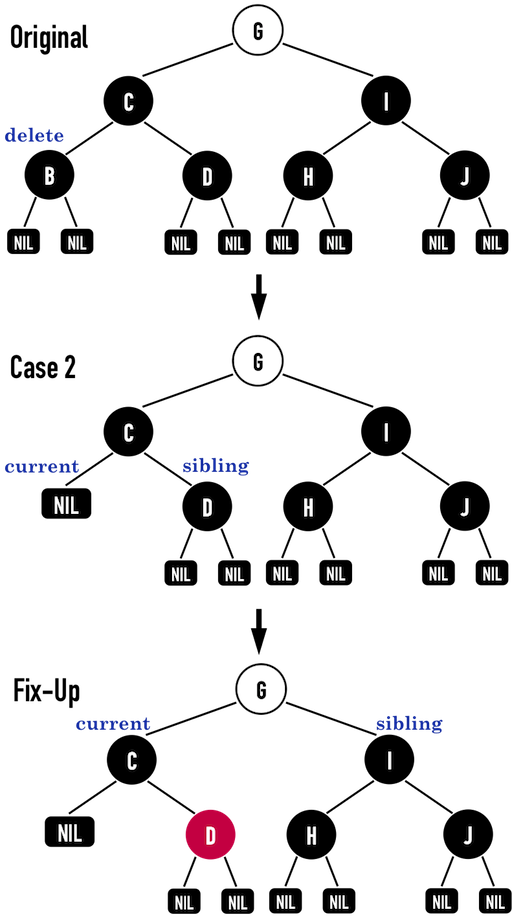 Original
G
C
I
delete
B
D
H
J
NIL
NIL
NIL
NIL
NIL
NIL
NIL
NIL
Case 2
G
C
I
current
sibling
NIL
D
H
J
NIL
NIL
NIL
NIL
NIL
NIL
Fix-Up
G
current
sibling
C
I
NIL
D
H
J
NIL
NIL
NIL
NIL
NIL
NIL